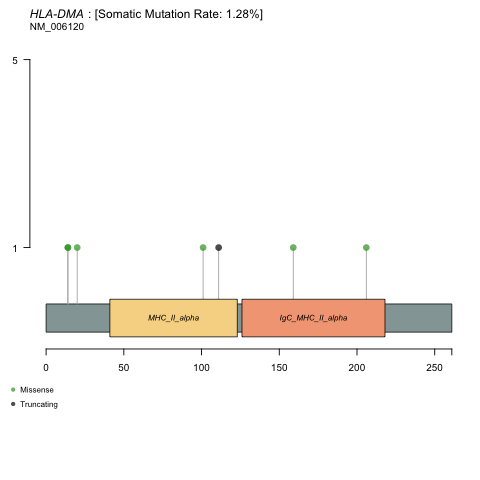 HLA-DMA : [Somatic Mutation Rate: 1.28%]
NM_006120
5
1
MHC_II_alpha
IgC_MHC_II_alpha
0 50 100 150 200 250
Missense
Truncating